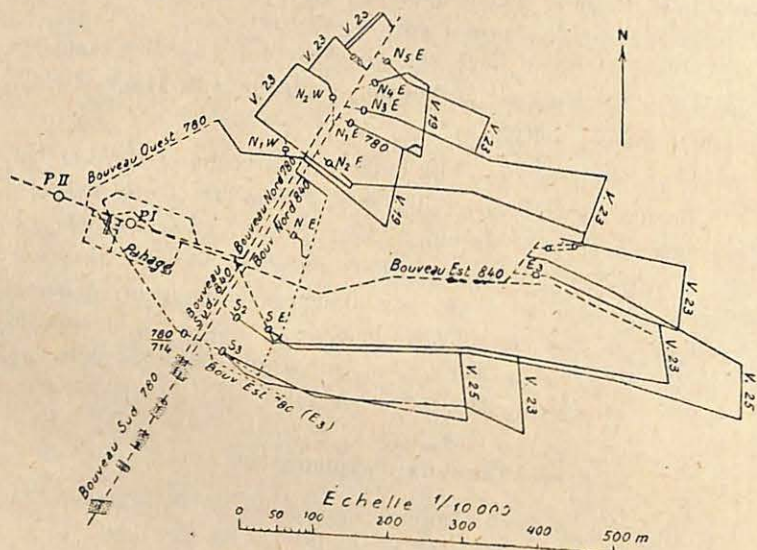 N
V. 23
V. 23
V. 23
N5 E
N4 E
N2 W
N3 E
N1 E 780
V 19
V. 23
Bouveau Ouest 780
N1 W
N2 E
V. 19
V. 23
P II
P I
Bouveau Nord 780
Bouv Nord 840
N E
Bouveau Est 840
V. 23
Bouveau
Sud 840
S2
S E
780
714
S3
Bouv Est 780 (E3)
V. 25
V. 23
V. 23
V. 25
Bouveau Sud 780
Echelle 1/10 000
0 50 100 200 300 400 500 m